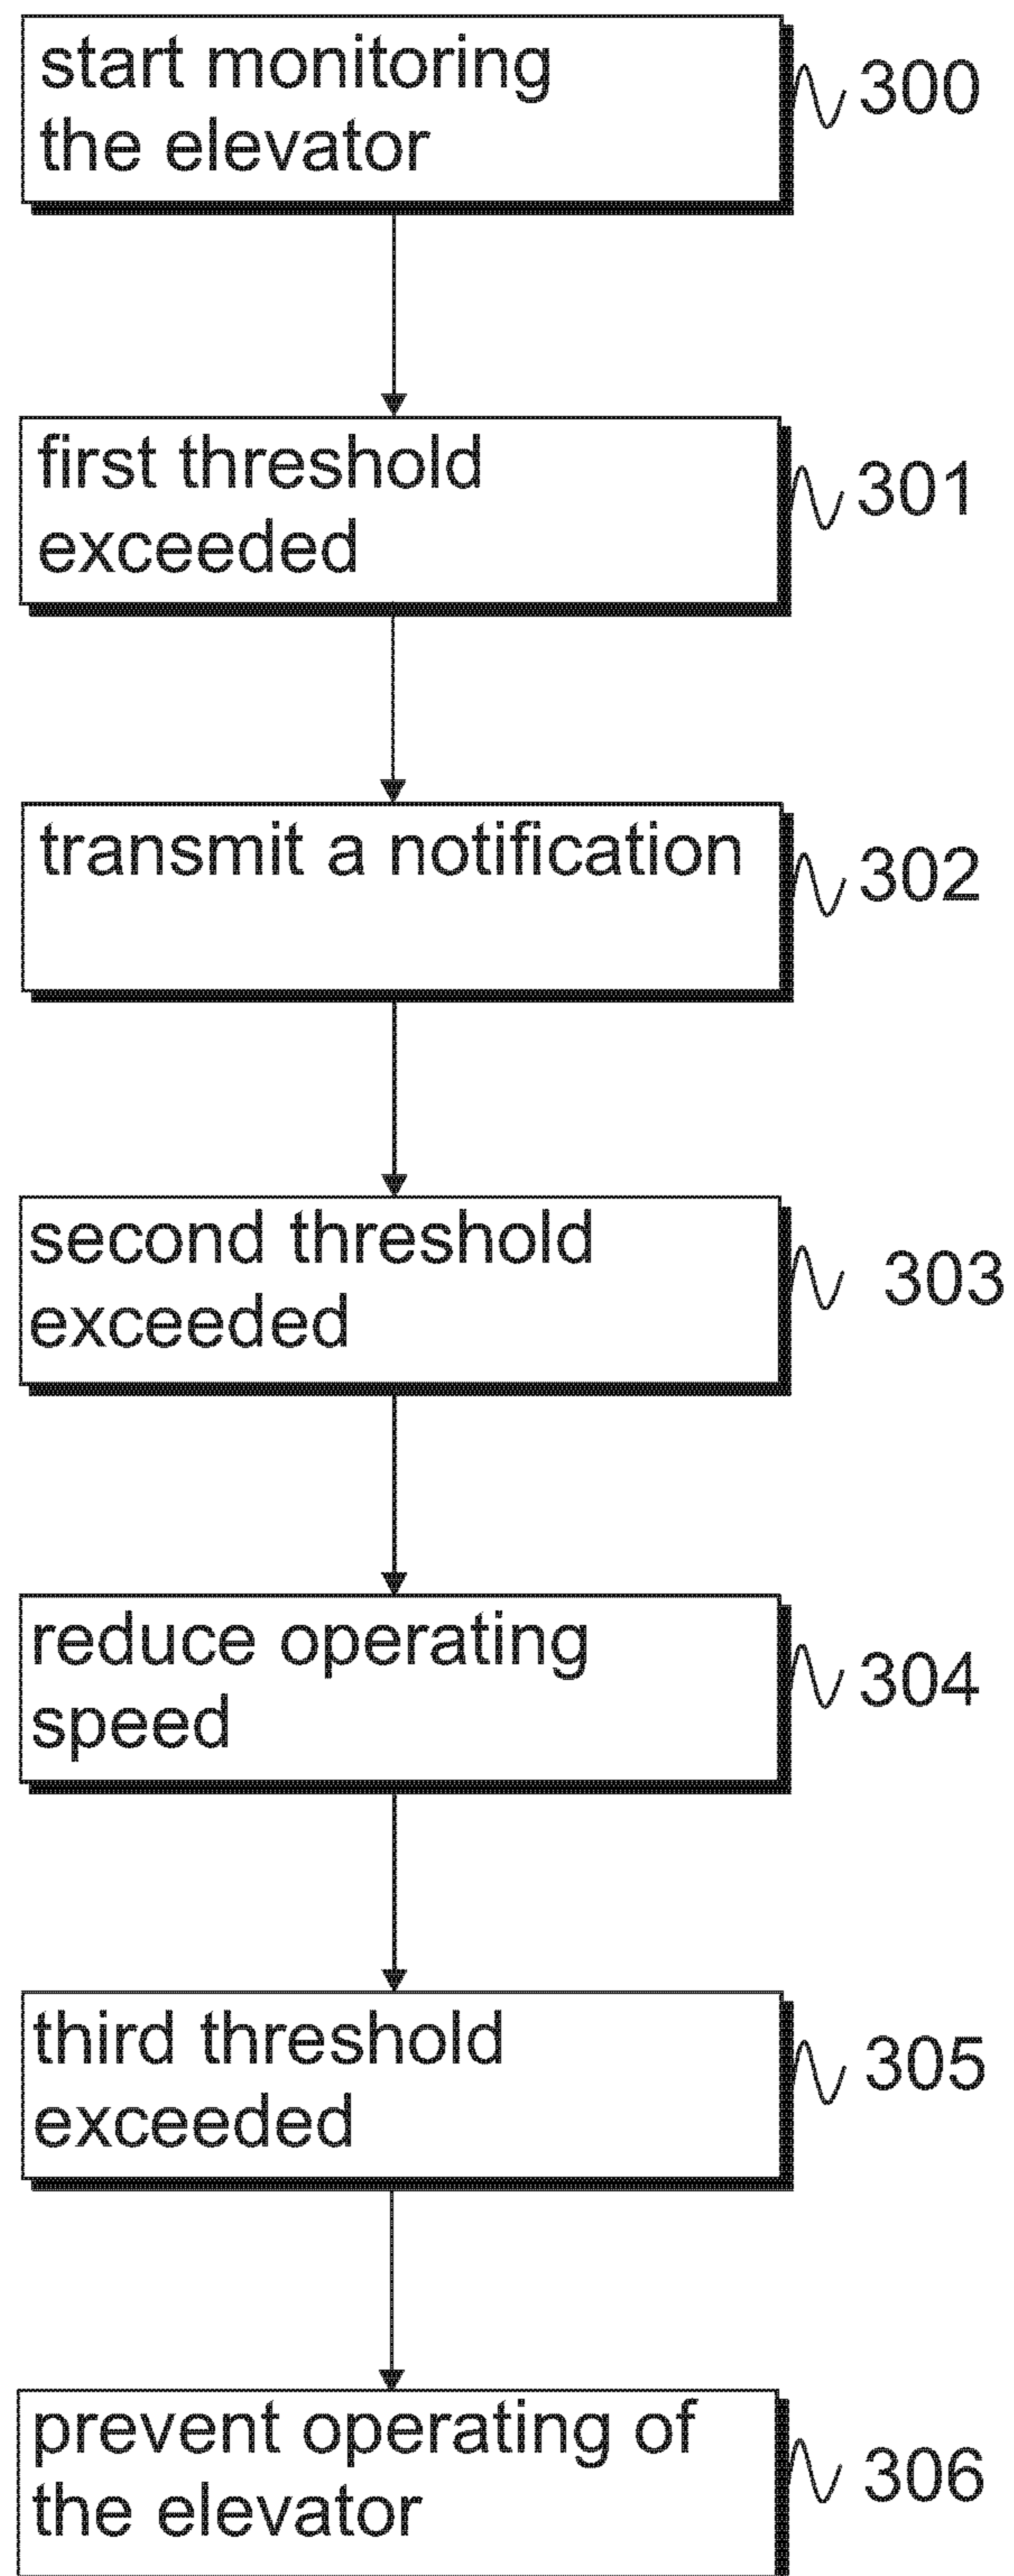 start monitoring
the elevator
300
first threshold
exceeded
301
transmit a notification
302
second threshold
exceeded
303
reduce operating
speed
304
third threshold
exceeded
305
prevent operating of
the elevator
306